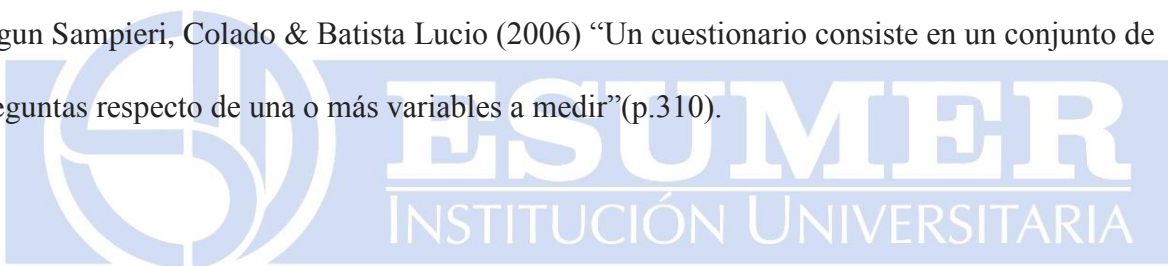 gun Sampieri, Colado & Batista Lucio (2006) “Un cuestionario consiste en un conjunto de
eguntas respecto de una o más variables a medir”(p.310).
ESUMER
INSTITUCIÓN UNIVERSITARIA